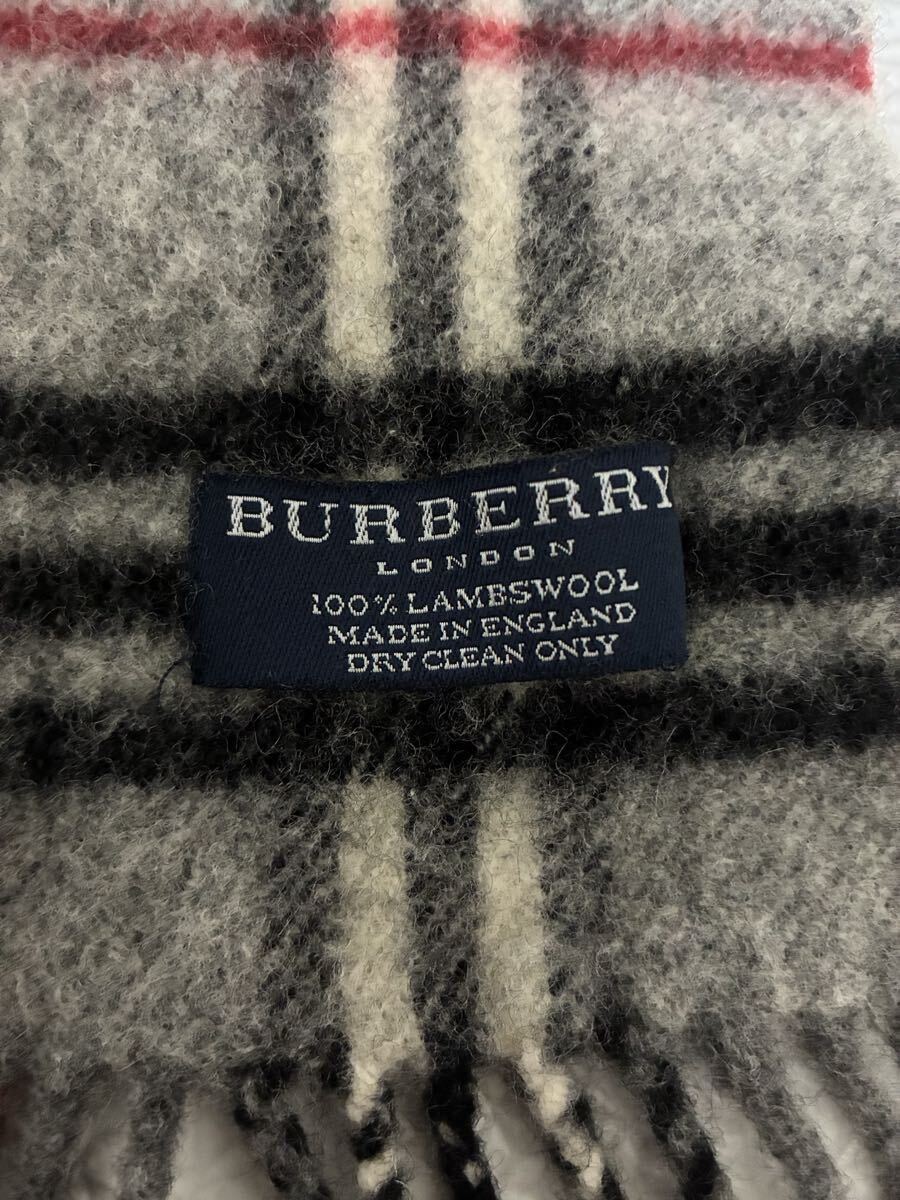 BURBERRY
LONDON
100% LAMBSWOOL
MADE IN ENGLAND
DRY CLEAN ONLY